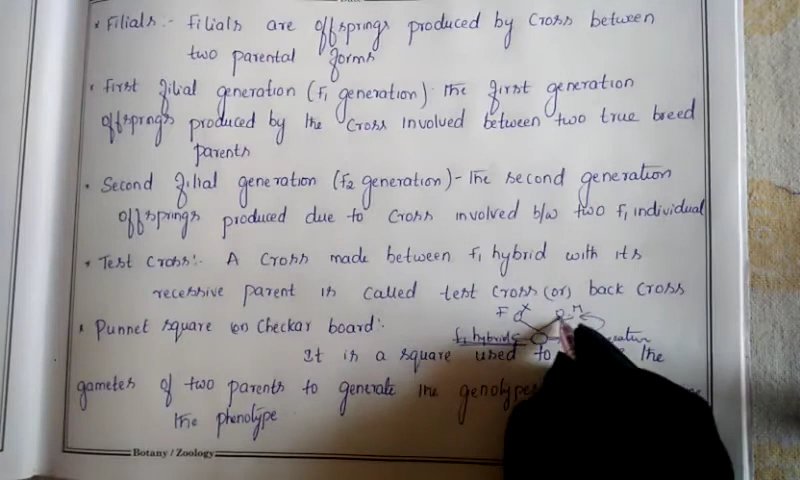 * Filials :- filials are offsprings produced by cross between
two parental forms
* First filial generation (F1 generation) the first generation
offsprings produced by the cross involved between two true breed
parents
* Second filial generation (F2 generation) - The second generation
offsprings produced due to cross involved b/w two F1 individual
* Test cross :- A cross made between F1 hybrid with its
recessive parent is called test cross (or) back cross
F X M
* Punnet square (or) checkar board :-
F1 hybrids
It is a square used to the
gametes of two parents to generate the genotypes
the phenotype
Botany / Zoology